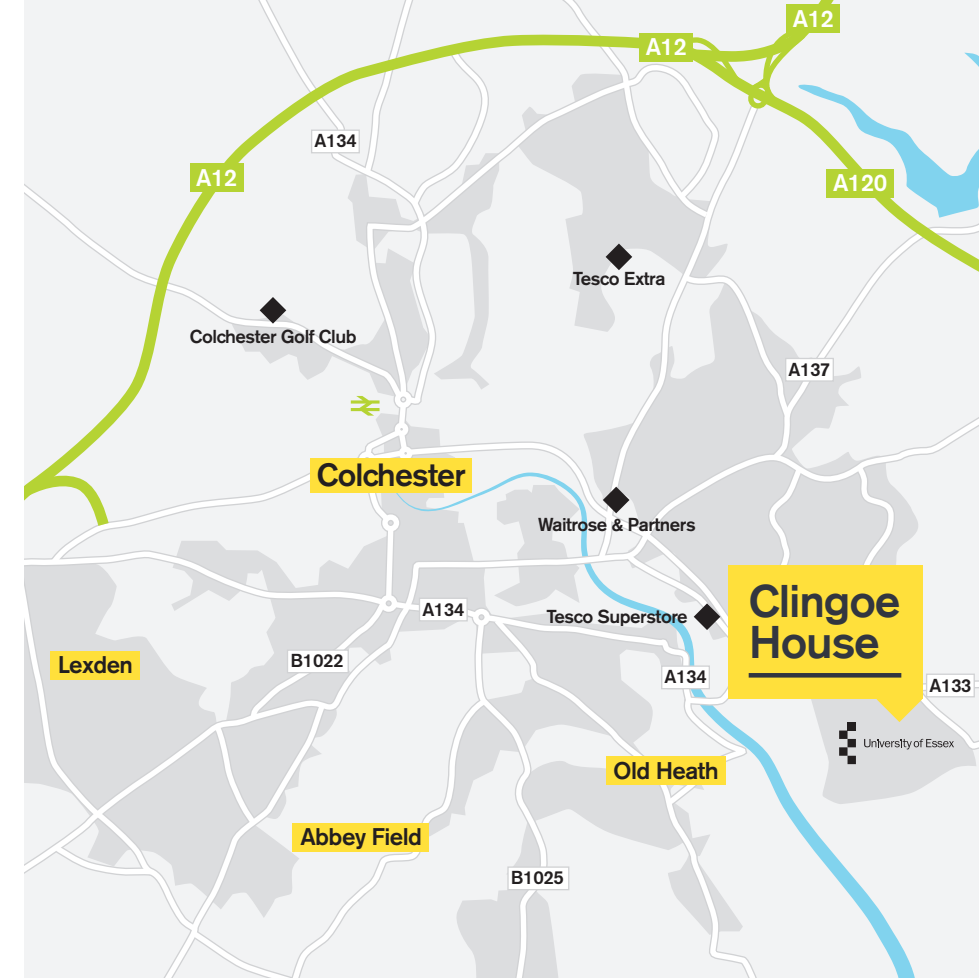 A12
A12
A134
A12
A120
Tesco Extra
Colchester Golf Club
A137
Colchester
Waitrose & Partners
Clingoe
House
A134
Tesco Superstore
B1022
Lexden
A134
A133
University of Essex
Old Heath
Abbey Field
B1025